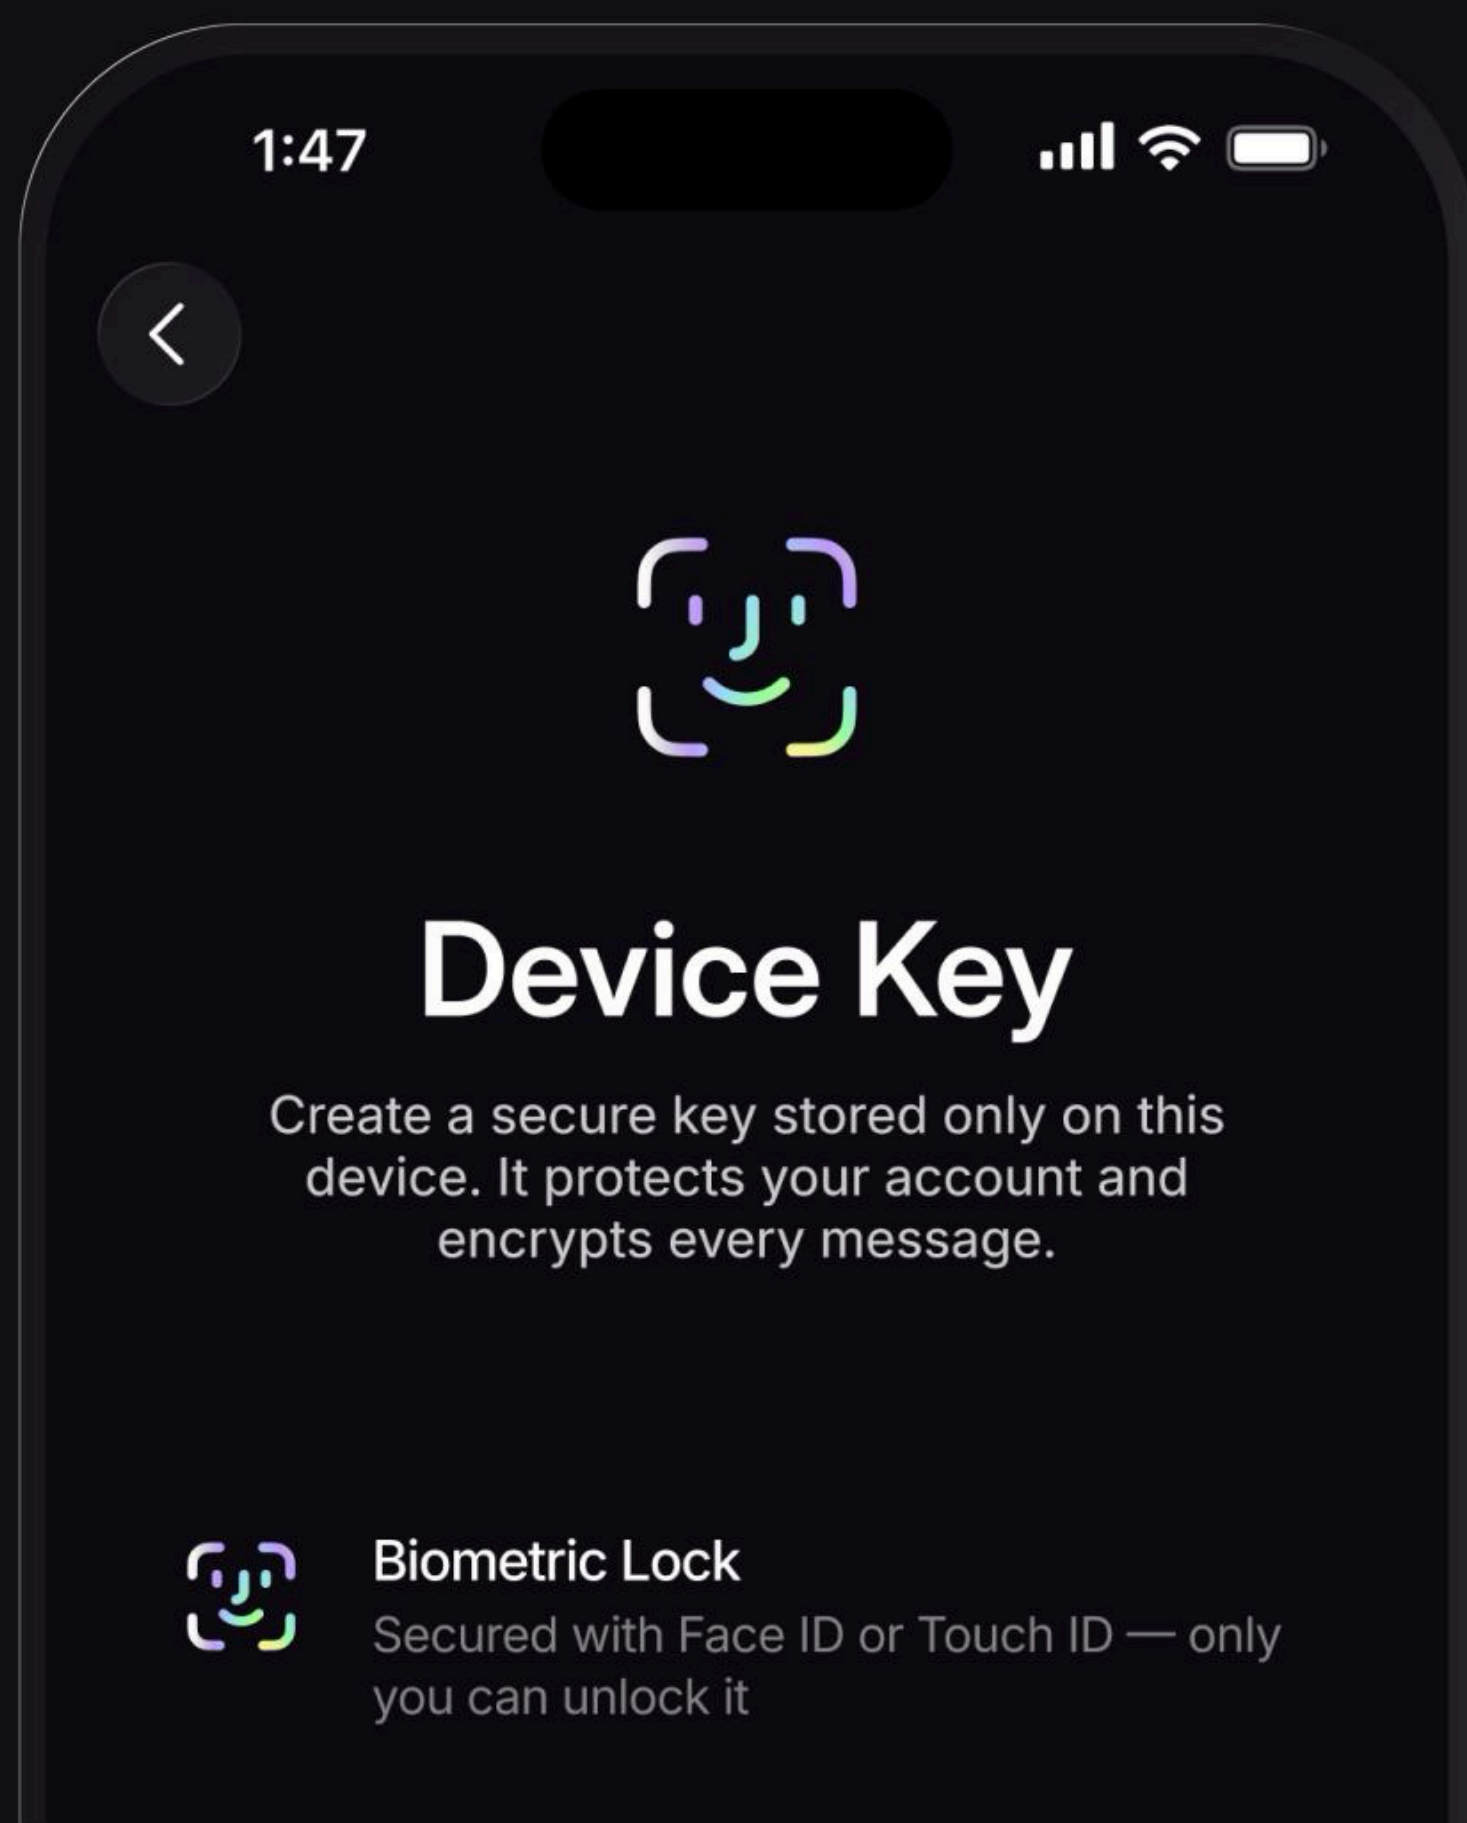 1:47
Device Key
Create a secure key stored only on this
device. It protects your account and
encrypts every message.
Biometric Lock
Secured with Face ID or Touch ID — only
you can unlock it